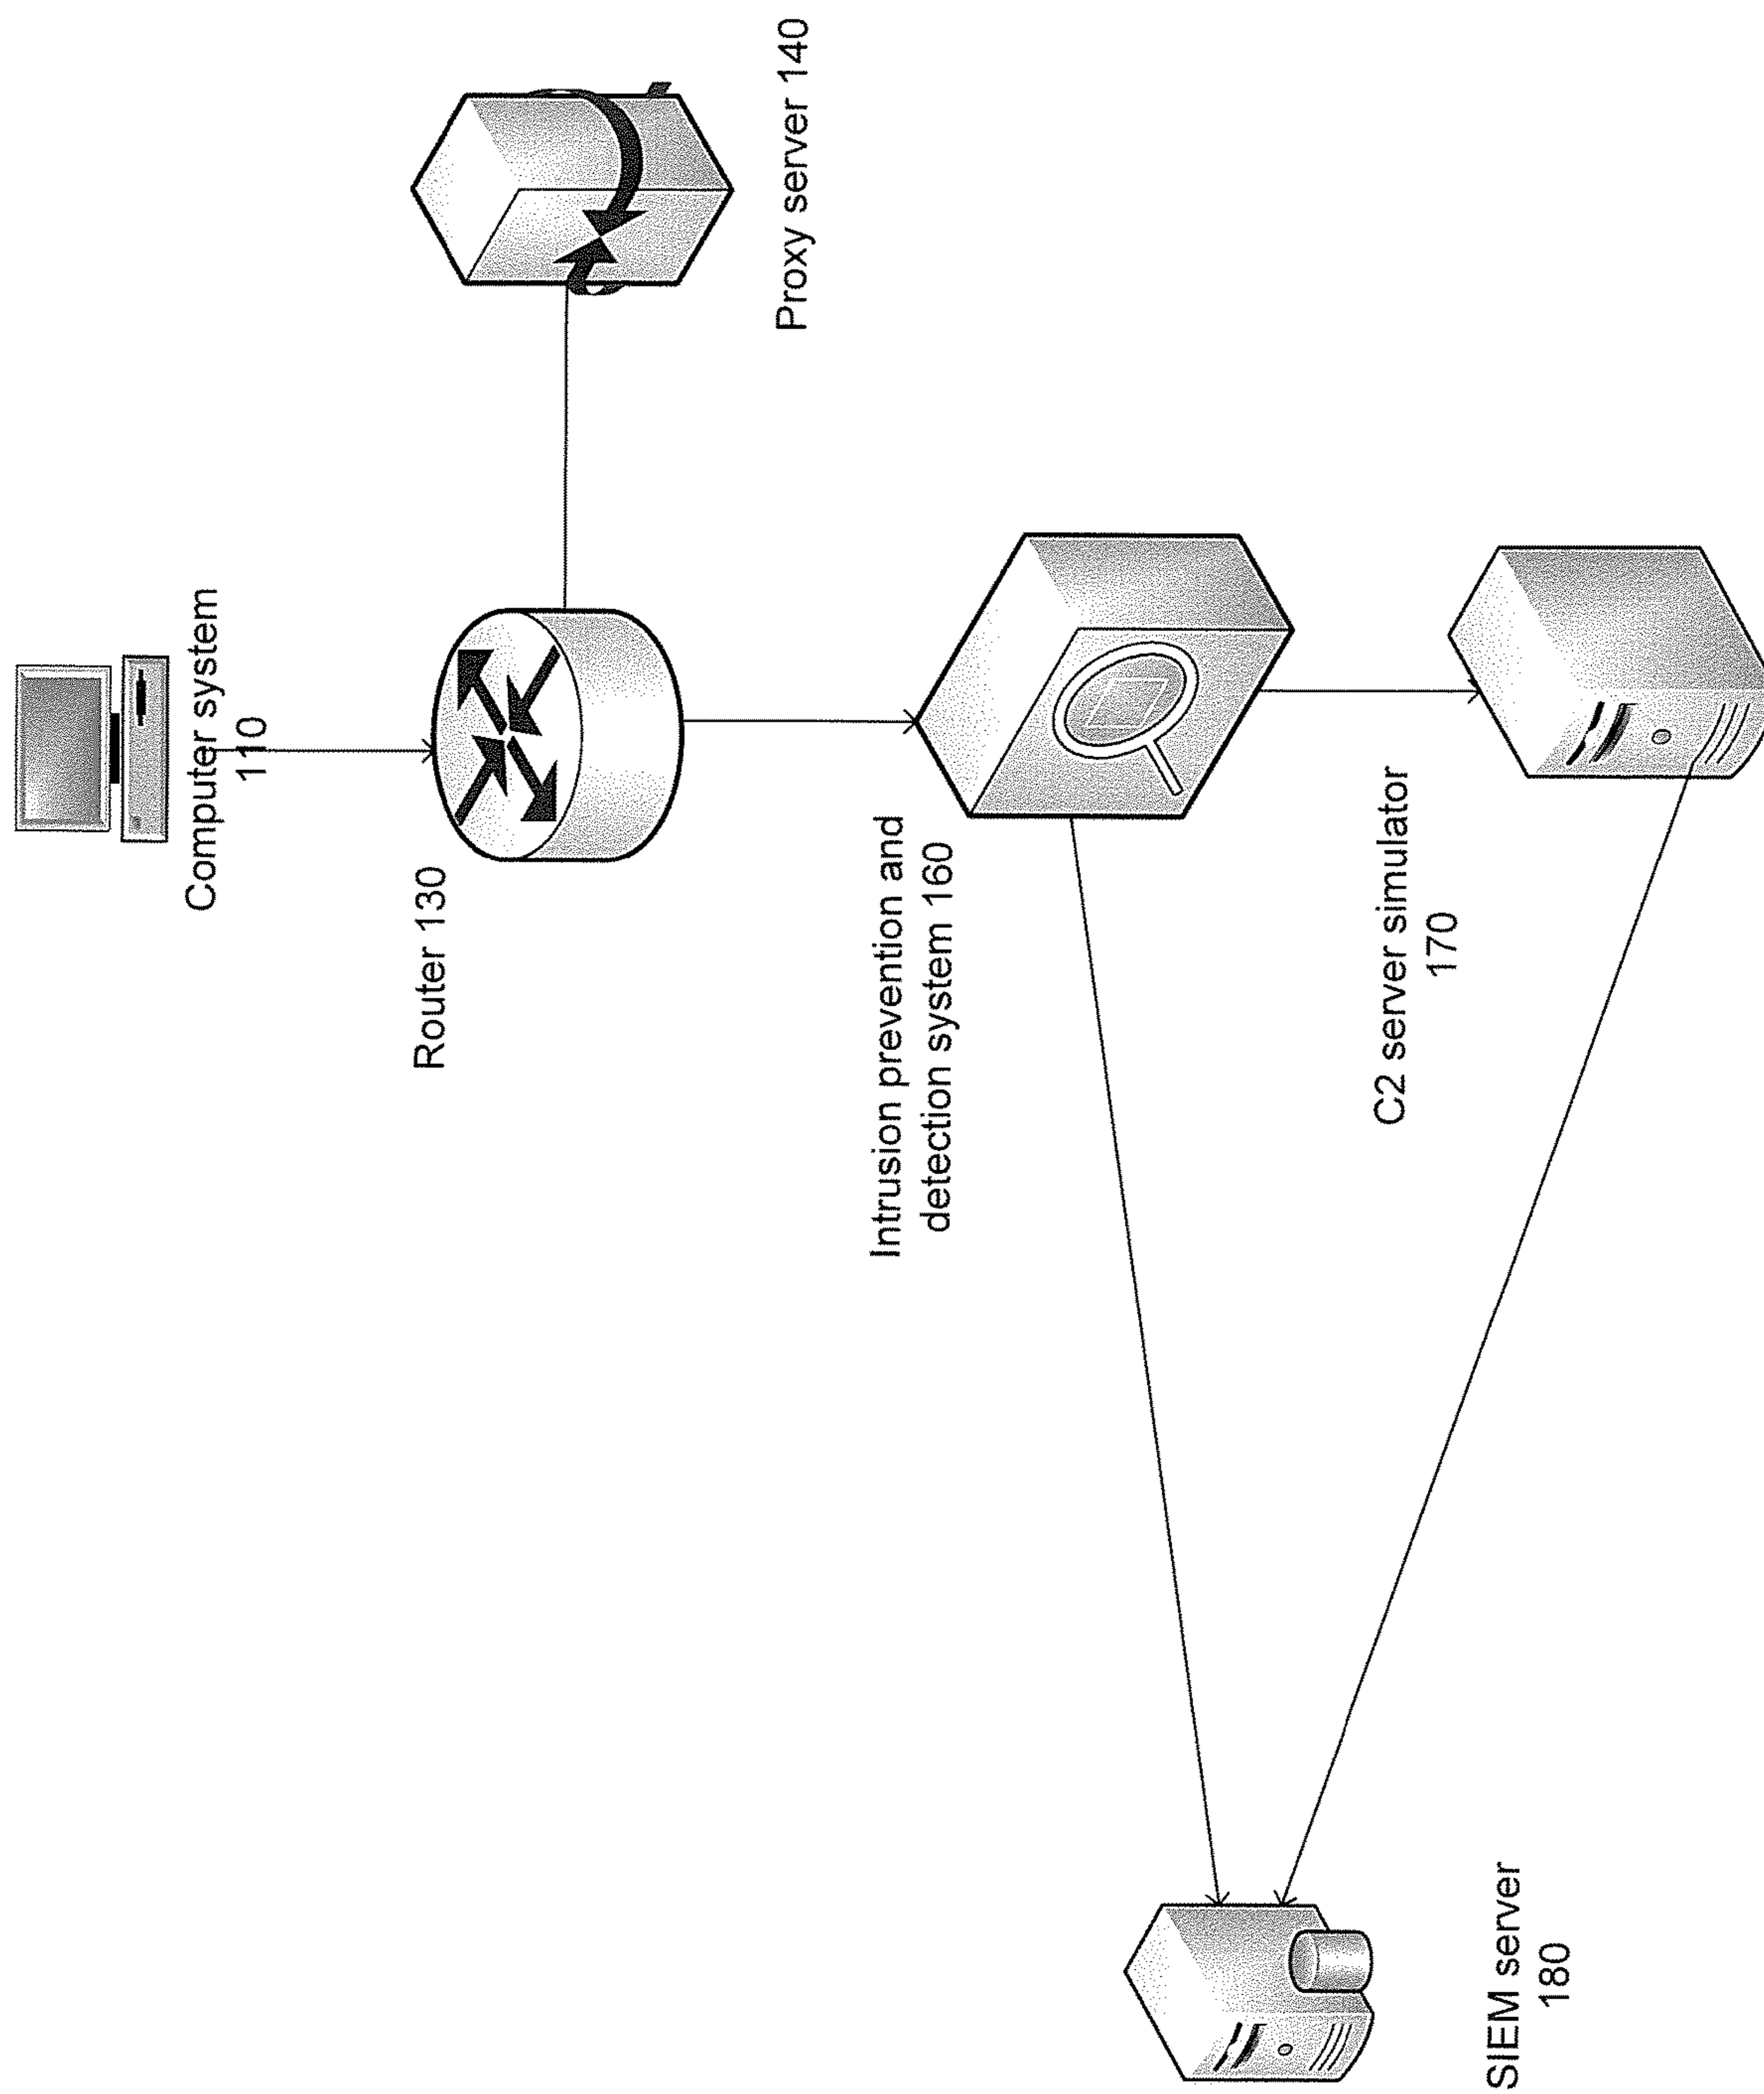 Computer system
110
Proxy server 140
Router 130
Intrusion prevention and
detection system 160
C2 server simulator
170
SIEM server
180